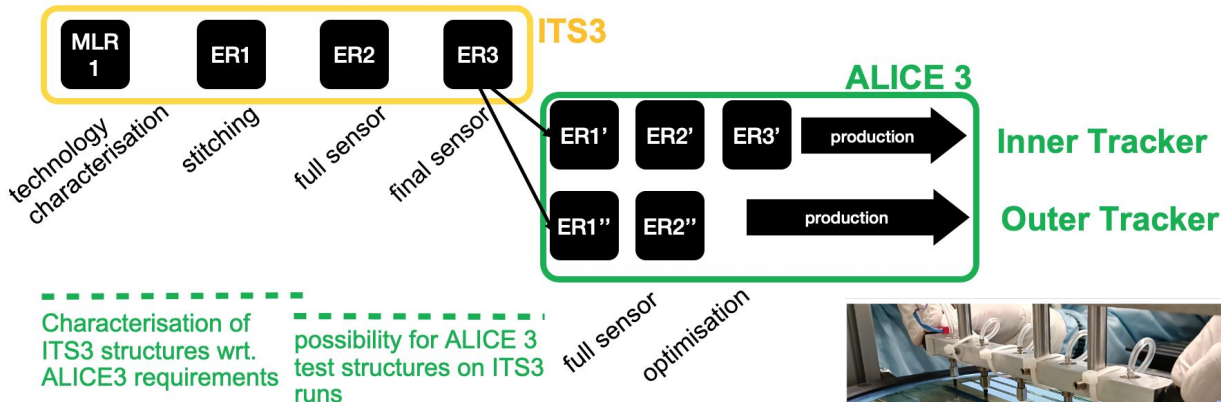 MLR
1
ER1
ER2
ER3
ITS3
technology
characterisation
stitching
full sensor
final sensor
ALICE 3
ER1'
ER2'
ER3'
production
Inner Tracker
ER1''
ER2''
production
Outer Tracker
full sensor
optimisation
Characterisation of
ITS3 structures wrt.
ALICE3 requirements
possibility for ALICE 3
test structures on ITS3
runs